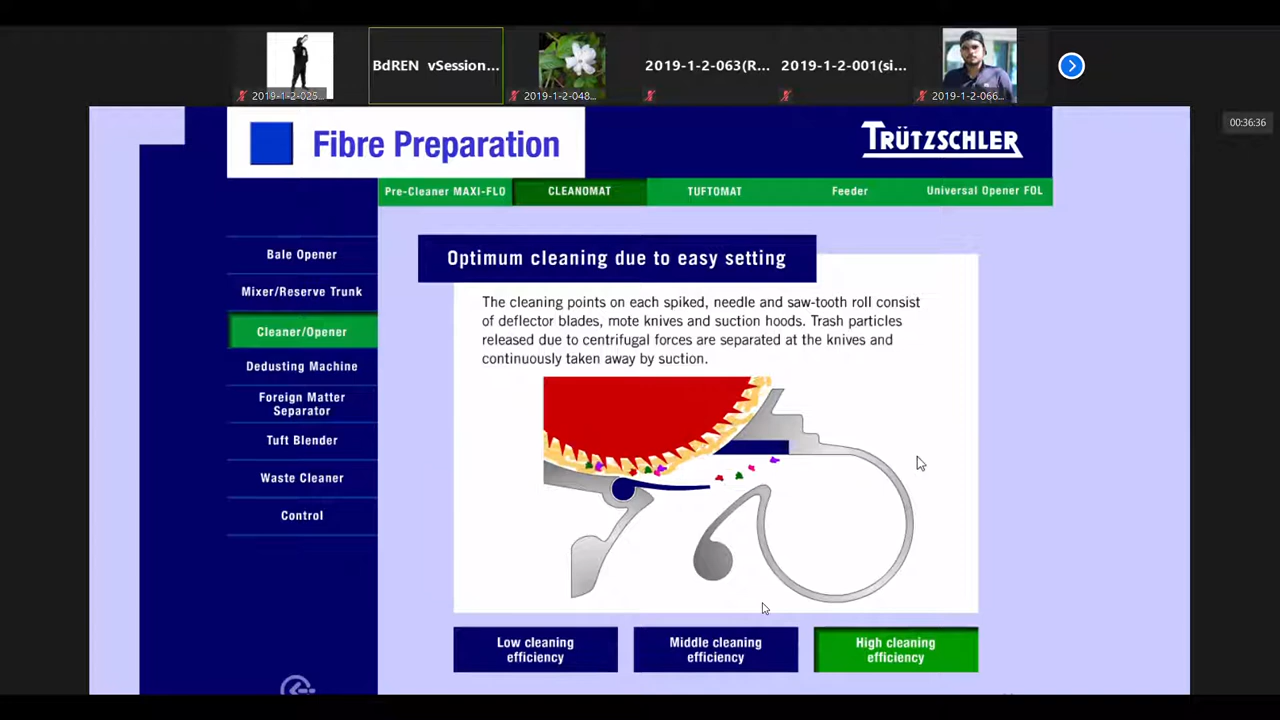 BdREN vSession...
2019-1-2-063(R...
2019-1-2-001(si...
2019-1-2-025...
2019-1-2-048...
2019-1-2-066...
00:36:36
Fibre Preparation
TRÜTZSCHLER
Pre-Cleaner MAXI-FLO
CLEANOMAT
TUFTOMAT
Feeder
Universal Opener FOL
Bale Opener
Mixer/Reserve Trunk
Cleaner/Opener
Dedusting Machine
Foreign Matter
Separator
Tuft Blender
Waste Cleaner
Control
Optimum cleaning due to easy setting
The cleaning points on each spiked, needle and saw-tooth roll consist
of deflector blades, mote knives and suction hoods. Trash particles
released due to centrifugal forces are separated at the knives and
continuously taken away by suction.
Low cleaning
efficiency
Middle cleaning
efficiency
High cleaning
efficiency